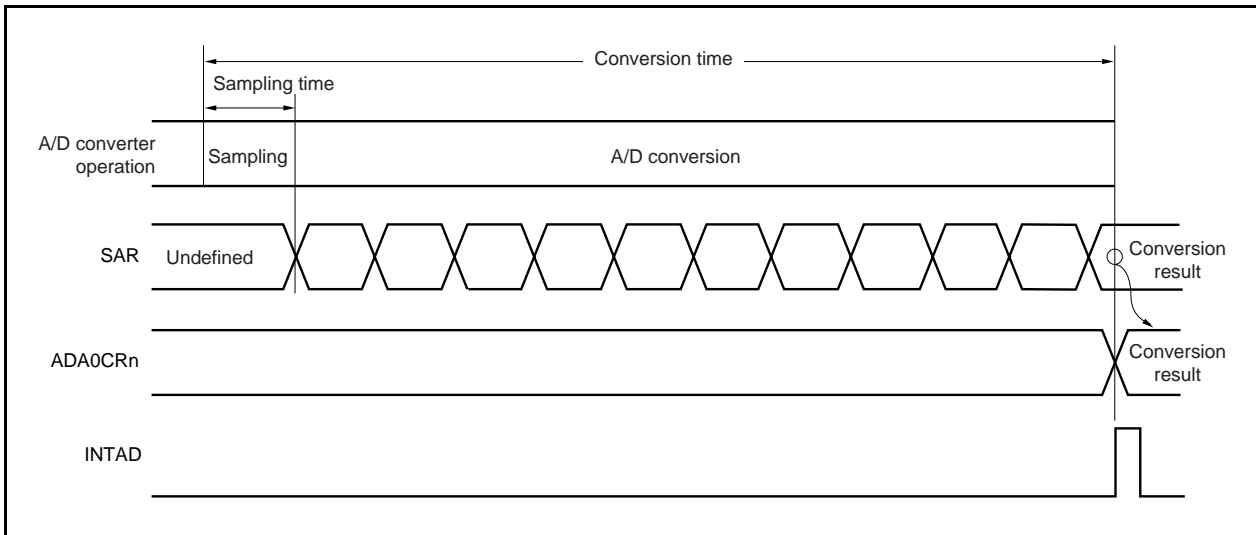 Conversion time
Sampling time
A/D converter
operation
Sampling
A/D conversion
SAR
Undefined
Conversion
result
ADA0CRn
Conversion
result
INTAD